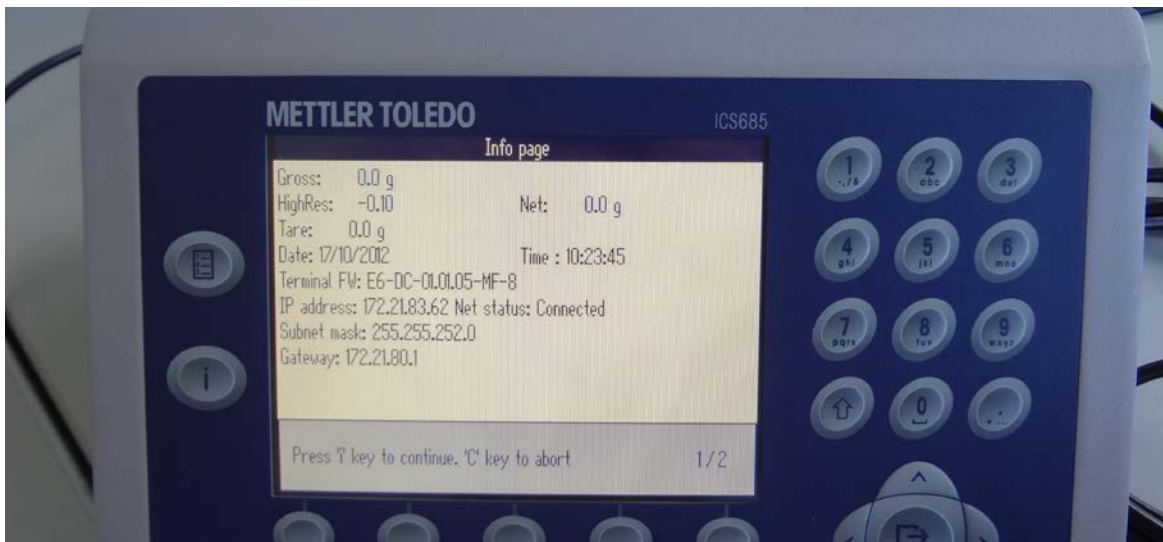 METTLER TOLEDO
ICS685
Info page
Gross: -0.0 g
HighRes: -0.10 Net: 0.0 g
Tare: 0.0 g
Date: 17/10/2012 Time : 10:23:45
Terminal FW: E6-DC-01.01.05-MF-8
IP address: 172.21.83.62 Net status: Connected
Subnet mask: 255.255.252.0
Gateway: 172.21.80.1
Press 'i' key to continue. 'C' key to abort 1/2
i
1 2 3
abc
4 5 6
ghi jkl mno
7 8 9
pqrs tuv wxyz
0